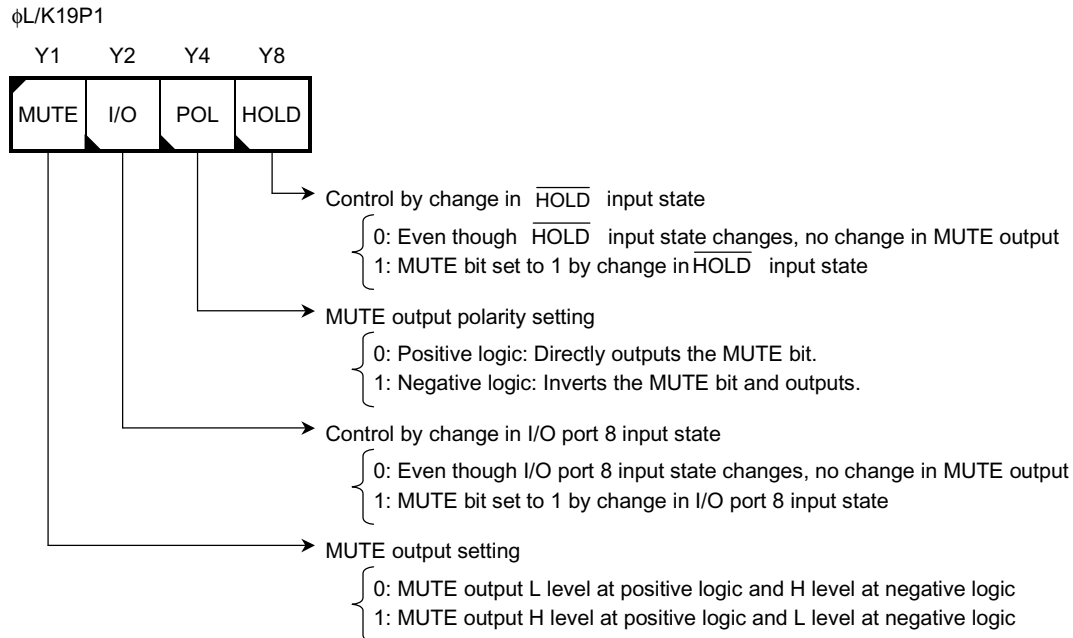 ϕL/K19P1
Y1 Y2 Y4 Y8
MUTE I/O POL HOLD
Control by change in HOLD input state
0: Even though HOLD input state changes, no change in MUTE output
1: MUTE bit set to 1 by change in HOLD input state
MUTE output polarity setting
0: Positive logic: Directly outputs the MUTE bit.
1: Negative logic: Inverts the MUTE bit and outputs.
Control by change in I/O port 8 input state
0: Even though I/O port 8 input state changes, no change in MUTE output
1: MUTE bit set to 1 by change in I/O port 8 input state
MUTE output setting
0: MUTE output L level at positive logic and H level at negative logic
1: MUTE output H level at positive logic and L level at negative logic